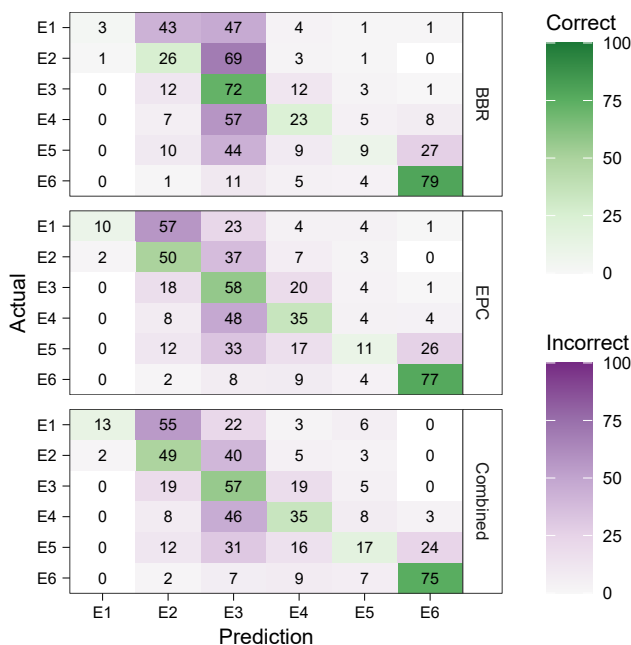 E1 3 43 47 4 1 1
E2 1 26 69 3 1 0
E3 0 12 72 12 3 1
E4 0 7 57 23 5 8
E5 0 10 44 9 9 27
E6 0 1 11 5 4 79
BBR
E1 10 57 23 4 4 1
E2 2 50 37 7 3 0
E3 0 18 58 20 4 1
E4 0 8 48 35 4 4
E5 0 12 33 17 11 26
E6 0 2 8 9 4 77
EPC
E1 13 55 22 3 6 0
E2 2 49 40 5 3 0
E3 0 19 57 19 5 0
E4 0 8 46 35 8 3
E5 0 12 31 16 17 24
E6 0 2 7 9 7 75
Combined
E1 E2 E3 E4 E5 E6
Prediction
Actual
Correct
100
75
50
25
0
Incorrect
100
75
50
25
0